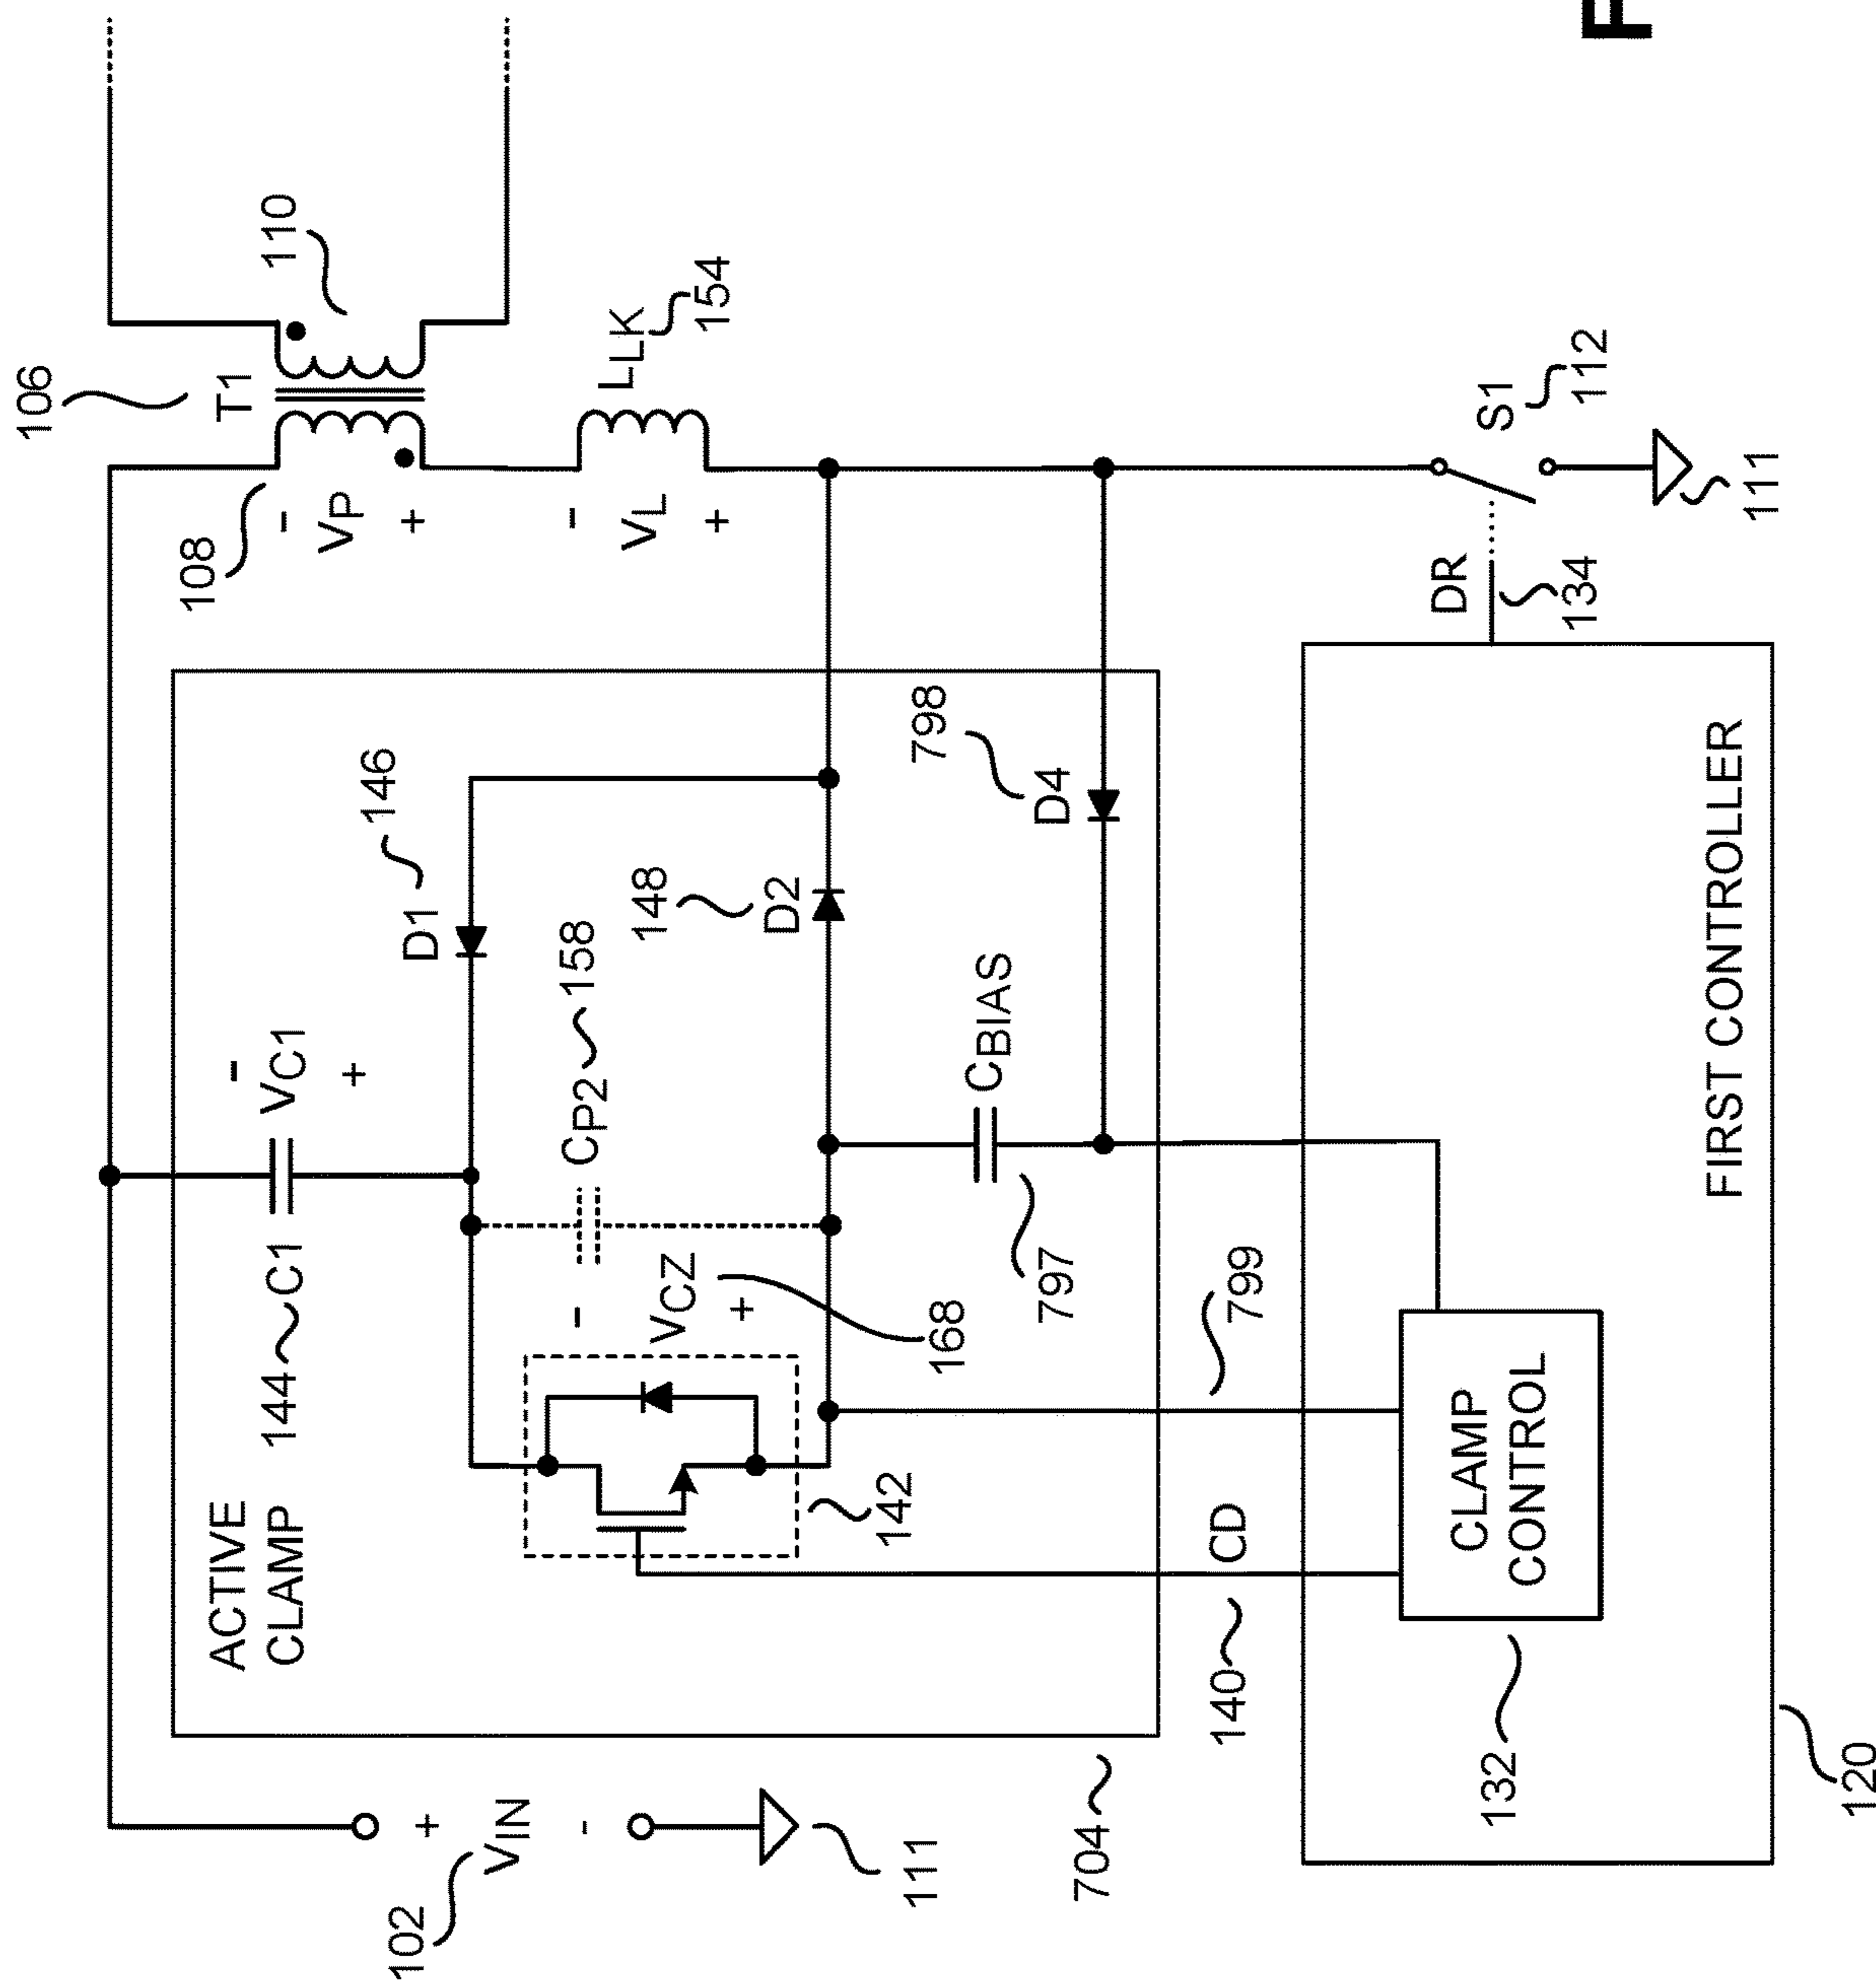 106
T1
110
108
-
VP
+
-
VL
+
LLK
154
ACTIVE
CLAMP
144
C1
-
VC1
+
146
D1
CP2
158
148
D2
-
VCZ
+
168
142
CBIAS
797
798
D4
102
+
VIN
-
111
704
140
CD
799
DR
134
S1
112
111
132
CLAMP
CONTROL
FIRST CONTROLLER
120
F